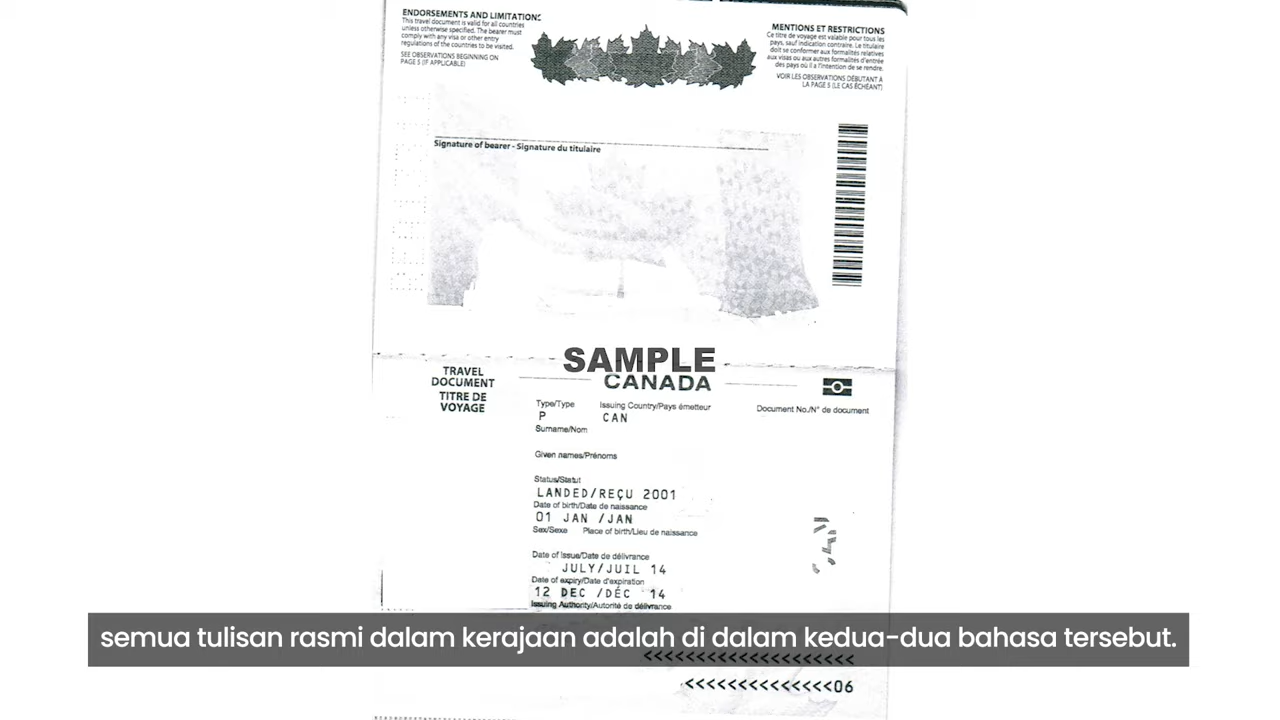 ENDORSEMENTS AND LIMITATIONS
This travel document is valid for all countries
unless otherwise specified. The bearer must
comply with any visa or other entry
regulations of the countries to be visited.
SEE OBSERVATIONS BEGINNING ON
PAGE 5 (IF APPLICABLE)
MENTIONS ET RESTRICTIONS
Ce titre de voyage est valable pour tous les
pays, sauf indication contraire. Le titulaire
doit se conformer aux formalités relatives
aux visas ou aux autres formalités d'entrée
des pays où il a l'intention de se rendre.
VOIR LES OBSERVATIONS DÉBUTANT À
LA PAGE 5 (LE CAS ÉCHÉANT)
Signature of bearer - Signature du titulaire
SAMPLE
CANADA
TRAVEL
DOCUMENT
TITRE DE
VOYAGE
Type/Type
Issuing Country/Pays émetteur
Document No./N° de document
P
CAN
Surname/Nom
Given names/Prénoms
Status/Statut
LANDED/REÇU 2001
Date of birth/Date de naissance
01 JAN /JAN
Sex/Sexe Place of birth/Lieu de naissance
Date of issue/Date de délivrance
JULY/JUIL 14
Date of expiry/Date d'expiration
12 DEC /DÉC 14
Issuing Authority/Autorité de délivrance
semua tulisan rasmi dalam kerajaan adalah di dalam kedua-dua bahasa tersebut.
<<<<<<<<<<<<<<<<<<<<
<<<<<<<<<<<<<<<06